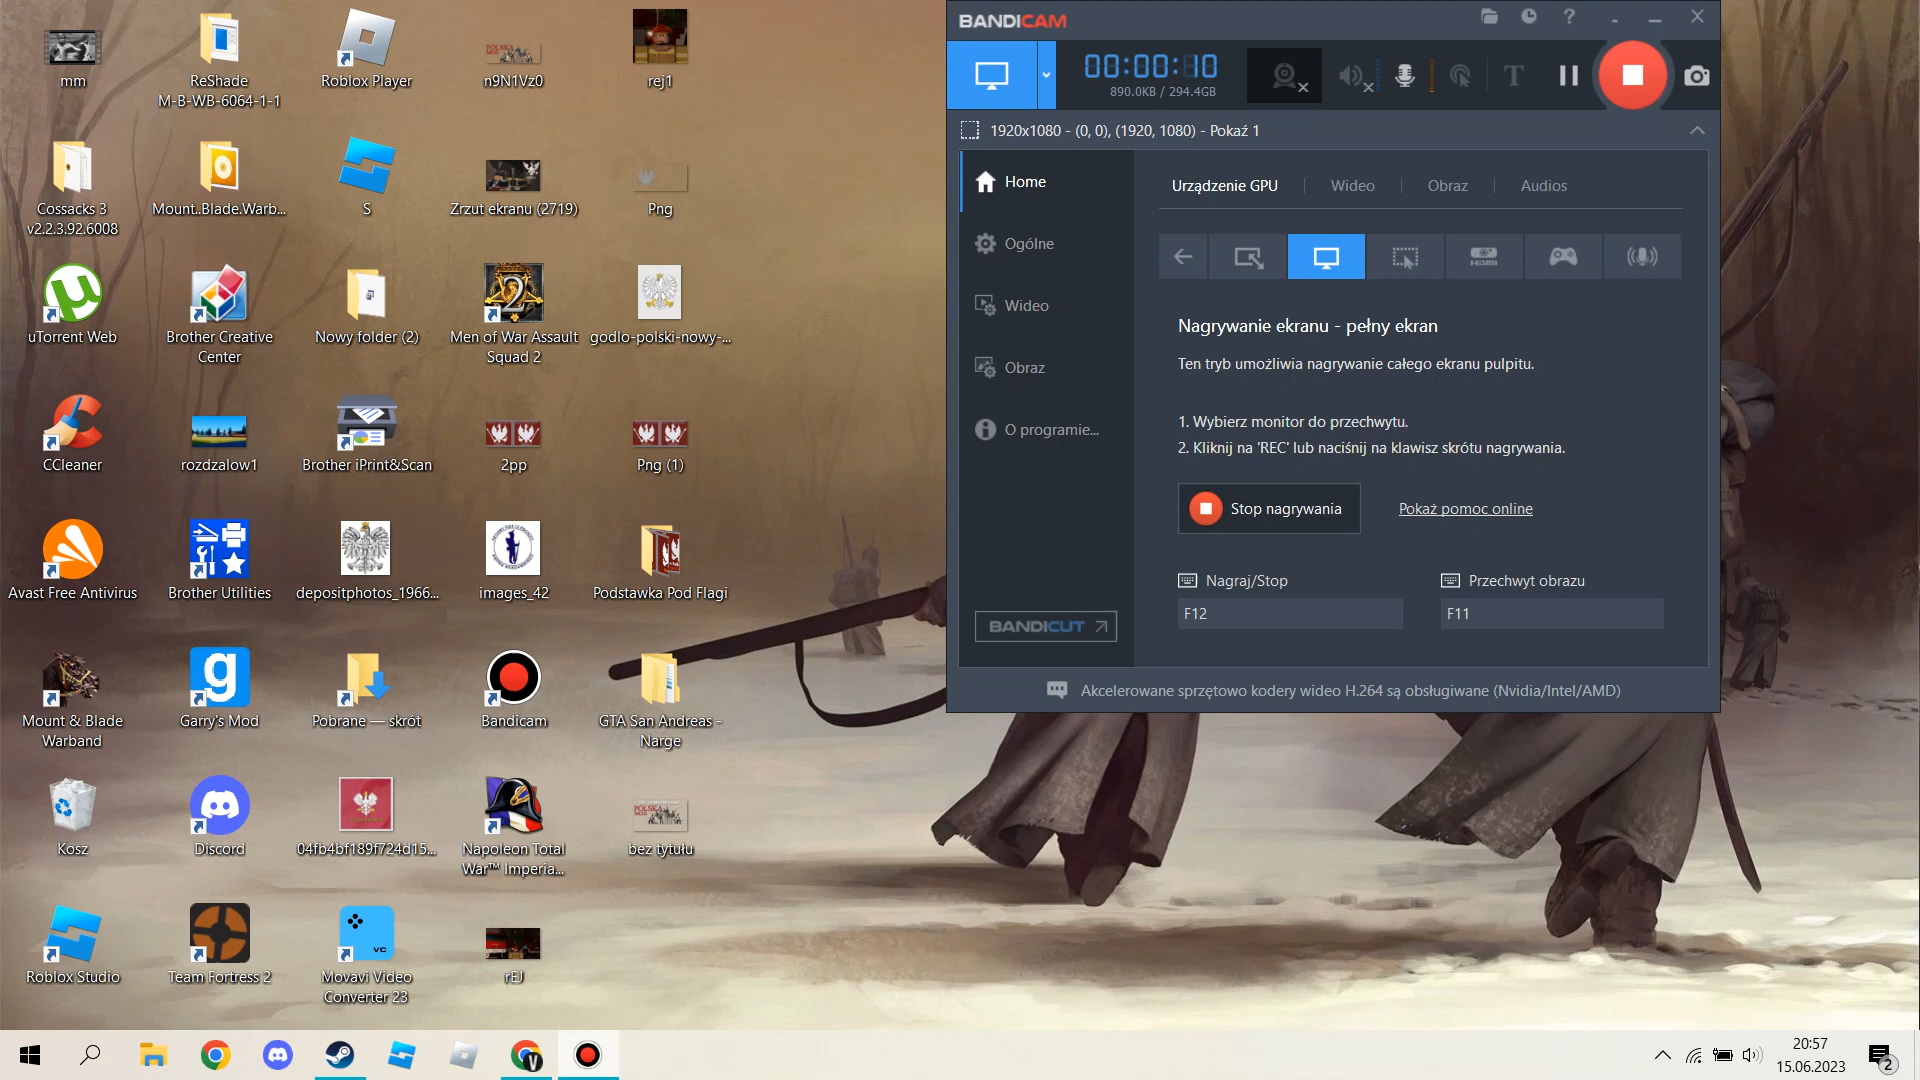 mm
ReShade
M-B-WB-6064-1-1
Roblox Player
n9N1Vz0
rej1
Cossacks 3
v2.2.3.92.6008
Mount..Blade.Warb...
S
Zrzut ekranu (2719)
Png
uTorrent Web
Brother Creative
Center
Nowy folder (2)
Men of War Assault
Squad 2
godlo-polski-nowy-...
CCleaner
rozdzalow1
Brother iPrint&Scan
2pp
Png (1)
Avast Free Antivirus
Brother Utilities
depositphotos_1966...
images_42
Podstawka Pod Flagi
Mount & Blade
Warband
Garry's Mod
Pobrane — skrót
Bandicam
GTA San Andreas -
Narge
Kosz
Discord
04fb4bf189f724d15...
Napoleon Total
War™ Imperia...
bez tytułu
Roblox Studio
Team Fortress 2
Movavi Video
Converter 23
rEJ
BANDICAM
00:00:10
890.0KB / 294.4GB
1920x1080 - (0, 0), (1920, 1080) - Pokaź 1
Home
Ogólne
Wideo
Obraz
O programie...
BANDICUT
Urządzenie GPU
Wideo
Obraz
Audios
HDMI
Nagrywanie ekranu - pełny ekran
Ten tryb umożliwia nagrywanie całego ekranu pulpitu.
1. Wybierz monitor do przechwytu.
2. Kliknij na 'REC' lub naciśnij na klawisz skrótu nagrywania.
Stop nagrywania
Pokaż pomoc online
Nagraj/Stop
Przechwyt obrazu
F12
F11
Akcelerowane sprzętowo kodery wideo H.264 są obsługiwane (Nvidia/Intel/AMD)
20:57
15.06.2023
2